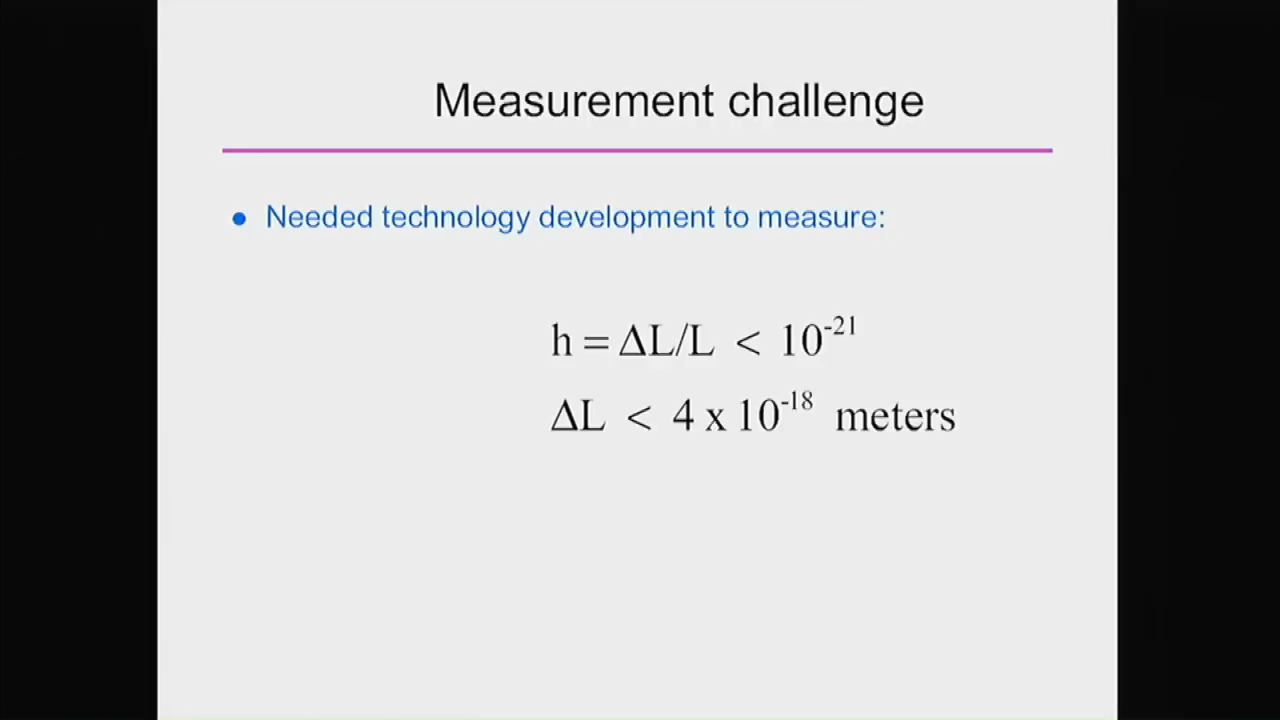 Measurement challenge
● Needed technology development to measure:
h = ΔL/L < 10⁻²¹
ΔL < 4 x 10⁻¹⁸ meters